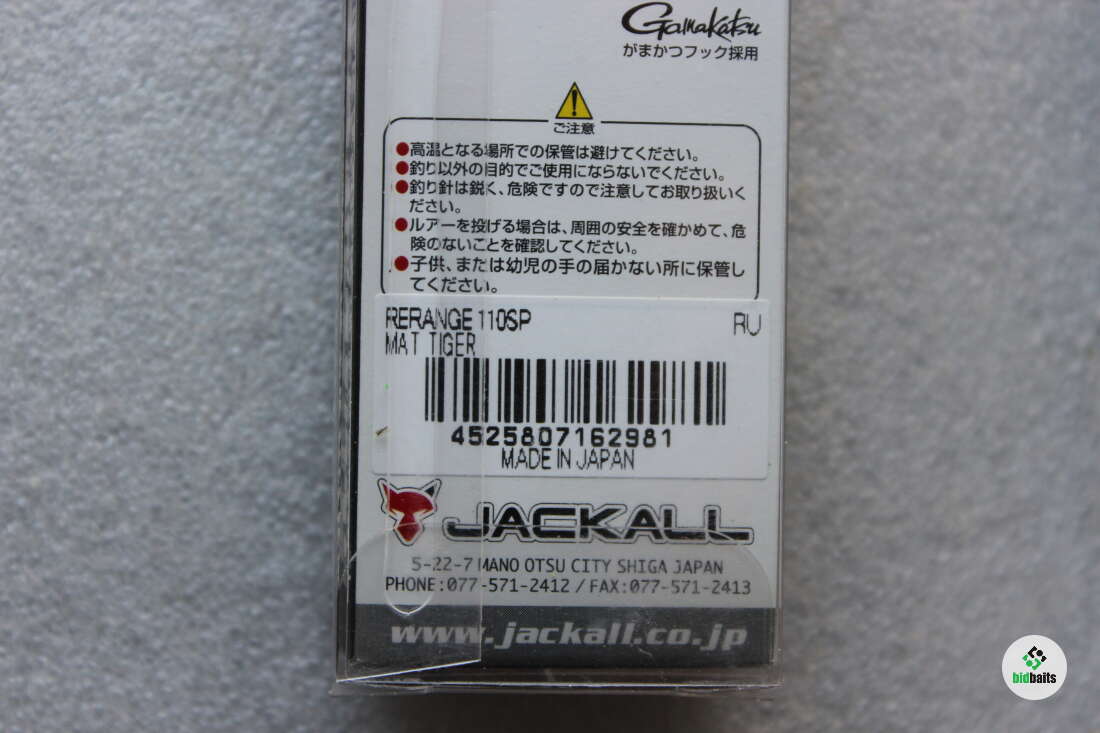 Gamakatsu
がまかつフック採用
ご注意
●高温となる場所での保管は避けてください。
●釣り以外の目的でご使用にならないでください。
●釣り針は鋭く、危険ですので注意してお取り扱いく
ださい。
●ルアーを投げる場合は、周囲の安全を確かめて、危
険のないことを確認してください。
●子供、または幼児の手の届かない所に保管し
てください。
RERANGE 110SP RU
MAT TIGER
4525807162981
MADE IN JAPAN
JACKALL
5-22-7 MANO OTSU CITY SHIGA JAPAN
PHONE:077-571-2412 / FAX:077-571-2413
www.jackall.co.jp
bidbaits